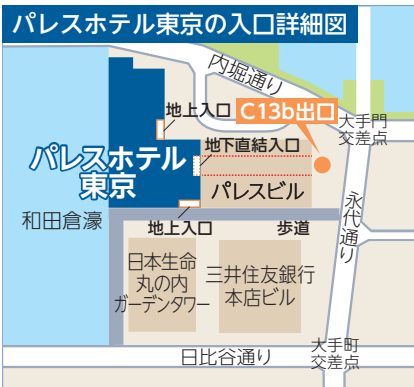 パレスホテル東京の入口詳細図
内堀通り
C13b出口
地上入口
大手門
交差点
地下直結入口
パレスホテル
東京
パレスビル
永代通り
和田倉濠
地上入口
歩道
日本生命
丸の内
ガーデンタワー
三井住友銀行
本店ビル
大手町
交差点
日比谷通り